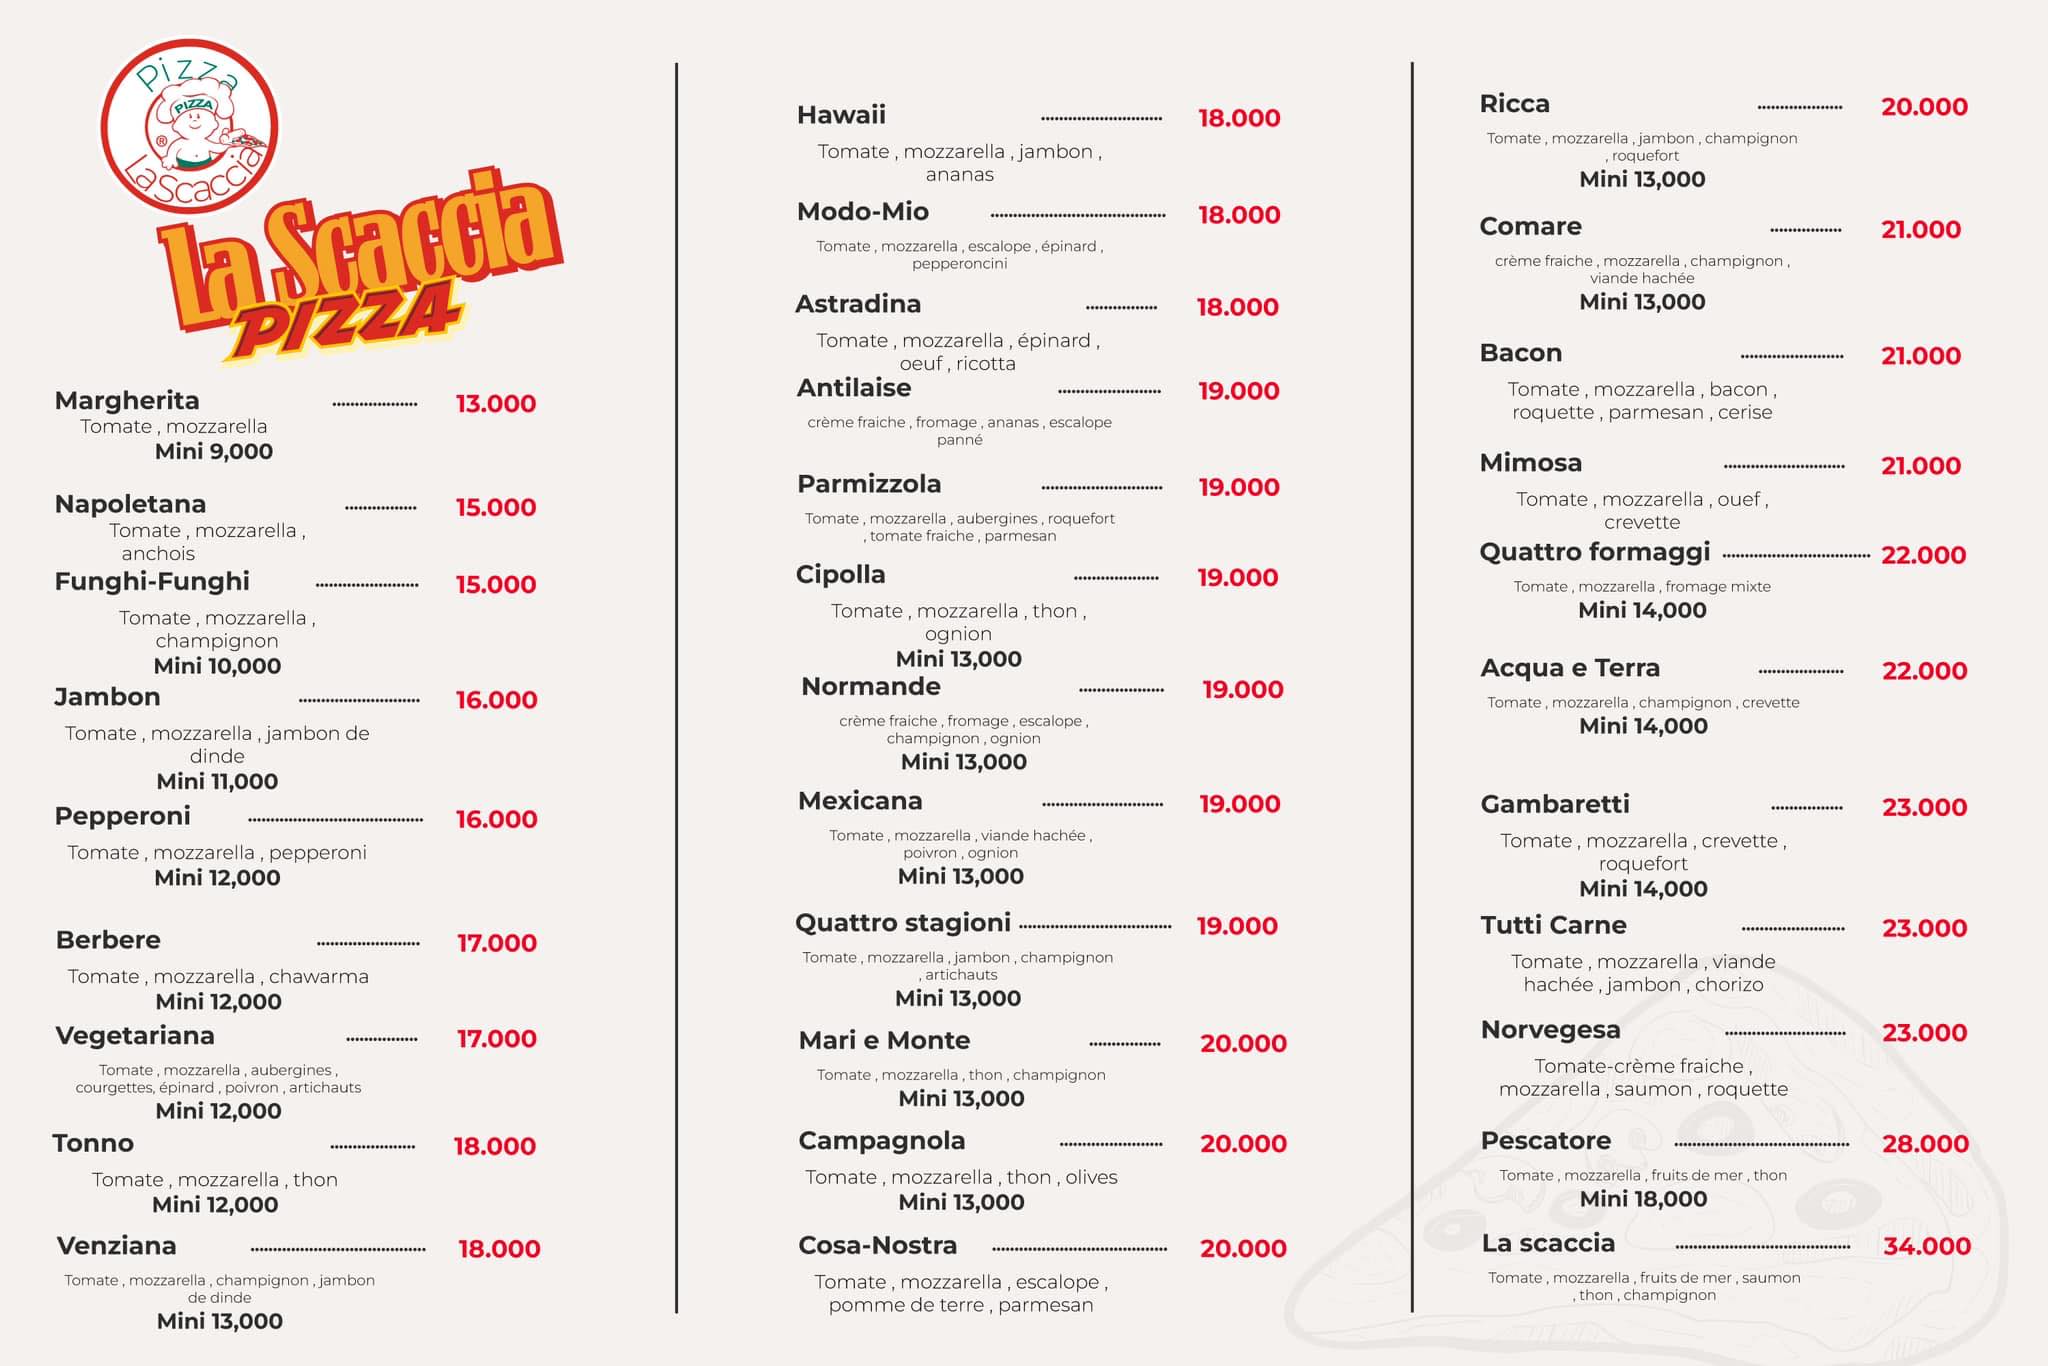 Pizza
PIZZA
®
La Scaccia
La Scaccia
PIZZA
Margherita ................... 13.000
Tomate , mozzarella
Mini 9,000
Napoletana ................ 15.000
Tomate , mozzarella ,
anchois
Funghi-Funghi ....................... 15.000
Tomate , mozzarella ,
champignon
Mini 10,000
Jambon ........................... 16.000
Tomate , mozzarella , jambon de
dinde
Mini 11,000
Pepperoni ....................................... 16.000
Tomate , mozzarella , pepperoni
Mini 12,000
Berbere ....................... 17.000
Tomate , mozzarella , chawarma
Mini 12,000
Vegetariana ................ 17.000
Tomate , mozzarella , aubergines ,
courgettes, épinard , poivron , artichauts
Mini 12,000
Tonno ................... 18.000
Tomate , mozzarella , thon
Mini 12,000
Venziana ....................................... 18.000
Tomate , mozzarella , champignon , jambon
de dinde
Mini 13,000
Hawaii ........................... 18.000
Tomate , mozzarella , jambon ,
ananas
Modo-Mio ....................................... 18.000
Tomate , mozzarella , escalope , épinard ,
pepperoncini
Astradina ................ 18.000
Tomate , mozzarella , épinard ,
oeuf , ricotta
Antilaise ....................... 19.000
crème fraiche , fromage , ananas , escalope
panné
Parmizzola ........................... 19.000
Tomate , mozzarella , aubergines , roquefort
, tomate fraiche , parmesan
Cipolla ................... 19.000
Tomate , mozzarella , thon ,
ognion
Mini 13,000
Normande ................... 19.000
crème fraiche , fromage , escalope ,
champignon , ognion
Mini 13,000
Mexicana ........................... 19.000
Tomate , mozzarella , viande hachée ,
poivron , ognion
Mini 13,000
Quattro stagioni .................................. 19.000
Tomate , mozzarella , jambon , champignon
, artichauts
Mini 13,000
Mari e Monte ................ 20.000
Tomate , mozzarella , thon , champignon
Mini 13,000
Campagnola ....................... 20.000
Tomate , mozzarella , thon , olives
Mini 13,000
Cosa-Nostra ....................................... 20.000
Tomate , mozzarella , escalope ,
pomme de terre , parmesan
Ricca ................... 20.000
Tomate , mozzarella , jambon , champignon
, roquefort
Mini 13,000
Comare ................ 21.000
crème fraiche , mozzarella , champignon ,
viande hachée
Mini 13,000
Bacon ....................... 21.000
Tomate , mozzarella , bacon ,
roquette , parmesan , cerise
Mimosa ........................... 21.000
Tomate , mozzarella , ouef ,
crevette
Quattro formaggi ................................. 22.000
Tomate , mozzarella , fromage mixte
Mini 14,000
Acqua e Terra ................... 22.000
Tomate , mozzarella , champignon , crevette
Mini 14,000
Gambaretti ................ 23.000
Tomate , mozzarella , crevette ,
roquefort
Mini 14,000
Tutti Carne ....................... 23.000
Tomate , mozzarella , viande
hachée , jambon , chorizo
Norvegesa ........................... 23.000
Tomate-crème fraiche ,
mozzarella , saumon , roquette
Pescatore ....................................... 28.000
Tomate , mozzarella , fruits de mer , thon
Mini 18,000
La scaccia ....................................... 34.000
Tomate , mozzarella , fruits de mer , saumon
, thon , champignon